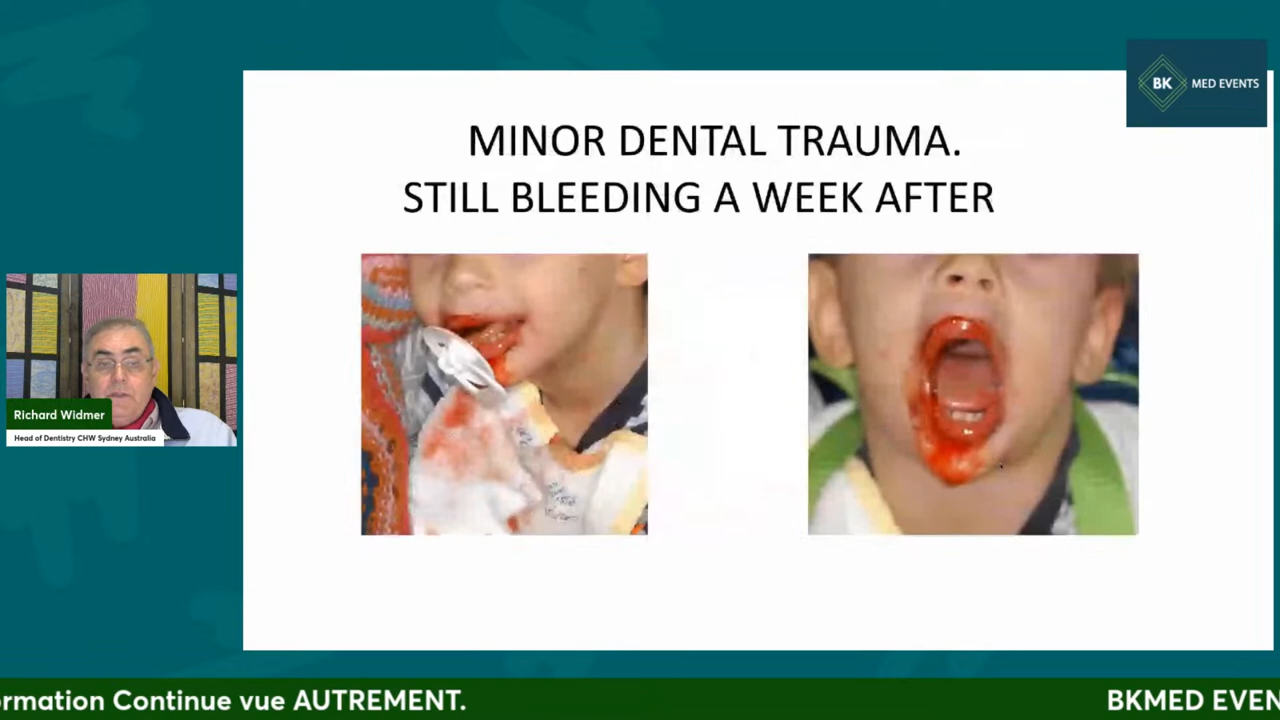 BK
MED EVENTS
MINOR DENTAL TRAUMA.
STILL BLEEDING A WEEK AFTER
Richard Widmer
Head of Dentistry CHW Sydney Australia
ormation Continue vue AUTREMENT.
BKMED EVEN